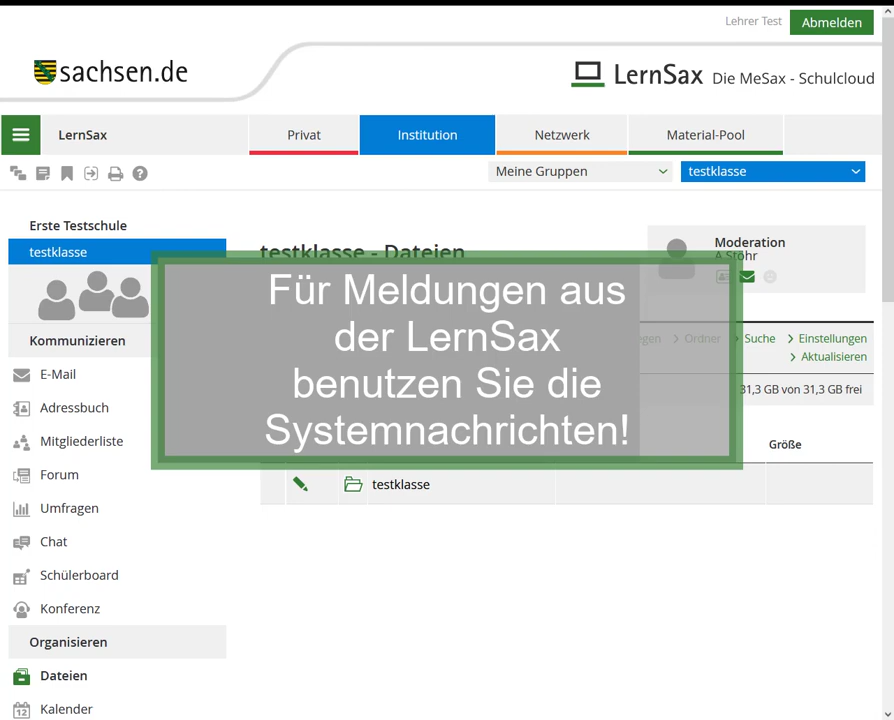 Lehrer Test Abmelden
sachsen.de
LernSax Die MeSax - Schulcloud
LernSax Privat Institution Netzwerk Material-Pool
Meine Gruppen testklasse
Erste Testschule
testklasse
testklasse - Dateien
Moderation
A Stöhr
Für Meldungen aus
der LernSax
benutzen Sie die
Systemnachrichten!
Ordner Suche Einstellungen
Aktualisieren
31,3 GB von 31,3 GB frei
Größe
testklasse
Kommunizieren
E-Mail
Adressbuch
Mitgliederliste
Forum
Umfragen
Chat
Schülerboard
Konferenz
Organisieren
Dateien
12 Kalender